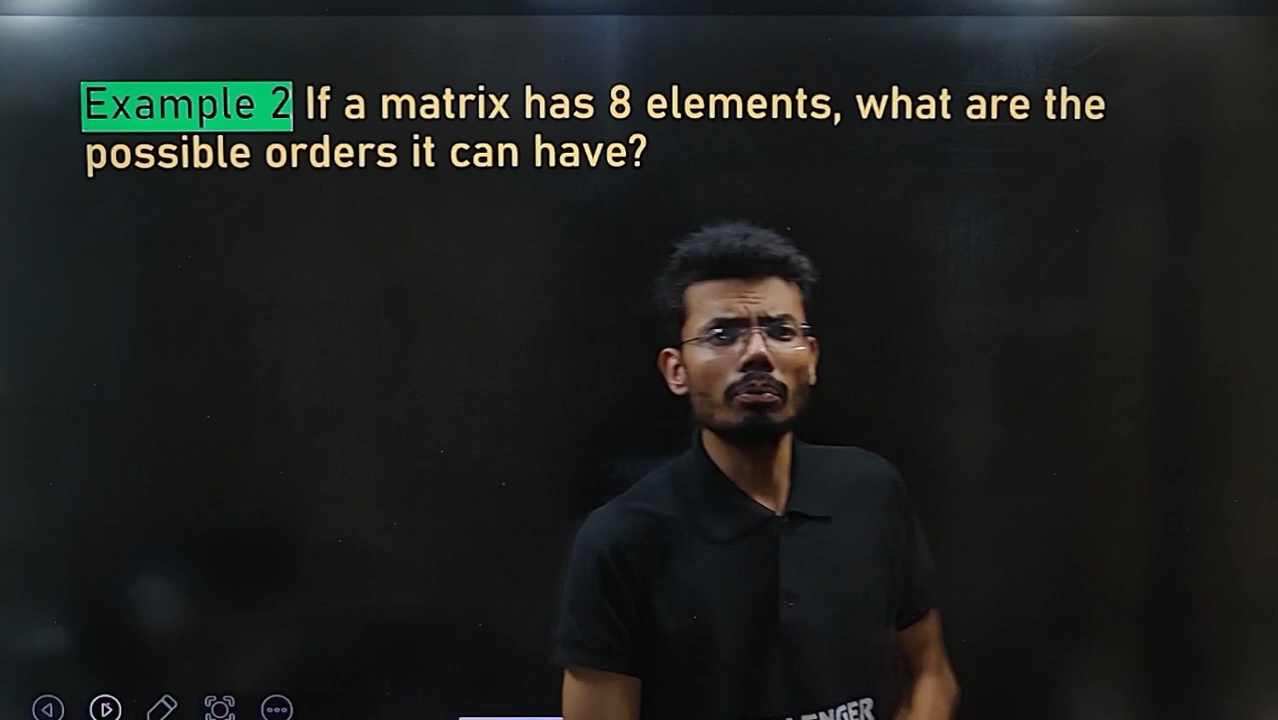 Example 2 If a matrix has 8 elements, what are the
possible orders it can have?